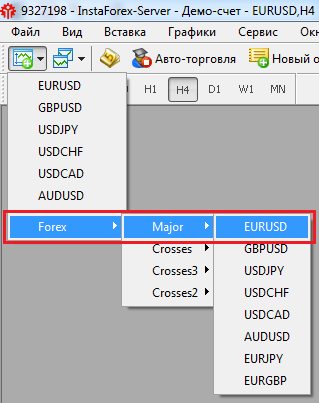 9327198 - InstaForex-Server - Демо-счет - EURUSD,H4
Файл Вид Вставка Графики Сервис Окн
Авто-торговля Новый о
H1 H4 D1 W1 MN
EURUSD
GBPUSD
USDJPY
USDCHF
USDCAD
AUDUSD
Forex Major EURUSD
Crosses GBPUSD
Crosses3 USDJPY
Crosses2 USDCHF
USDCAD
AUDUSD
EURJPY
EURGBP